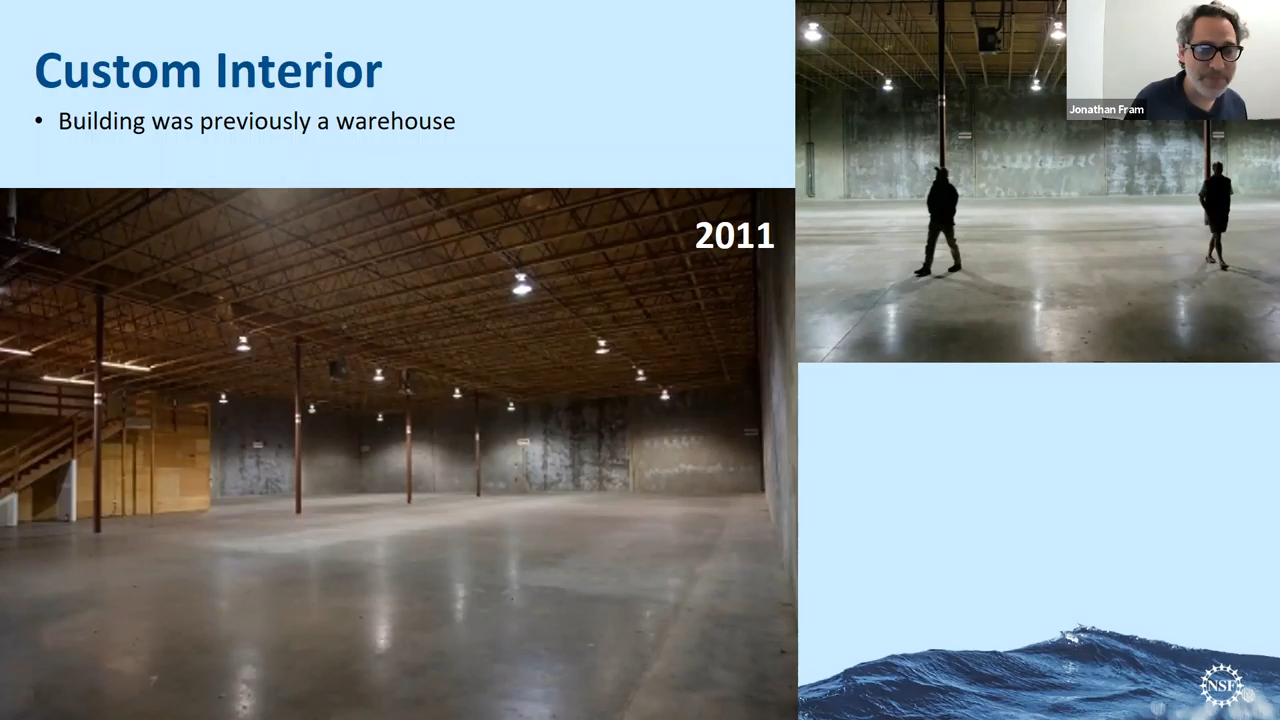 Custom Interior
• Building was previously a warehouse
2011
Jonathan Fram
NSF